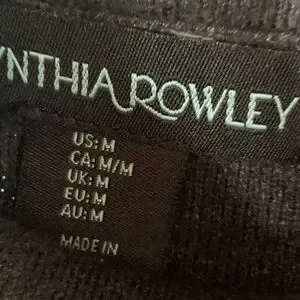 YNTHIA ROWLEY
US: M
CA: M/M
UK: M
EU: M
AU: M
MADE IN